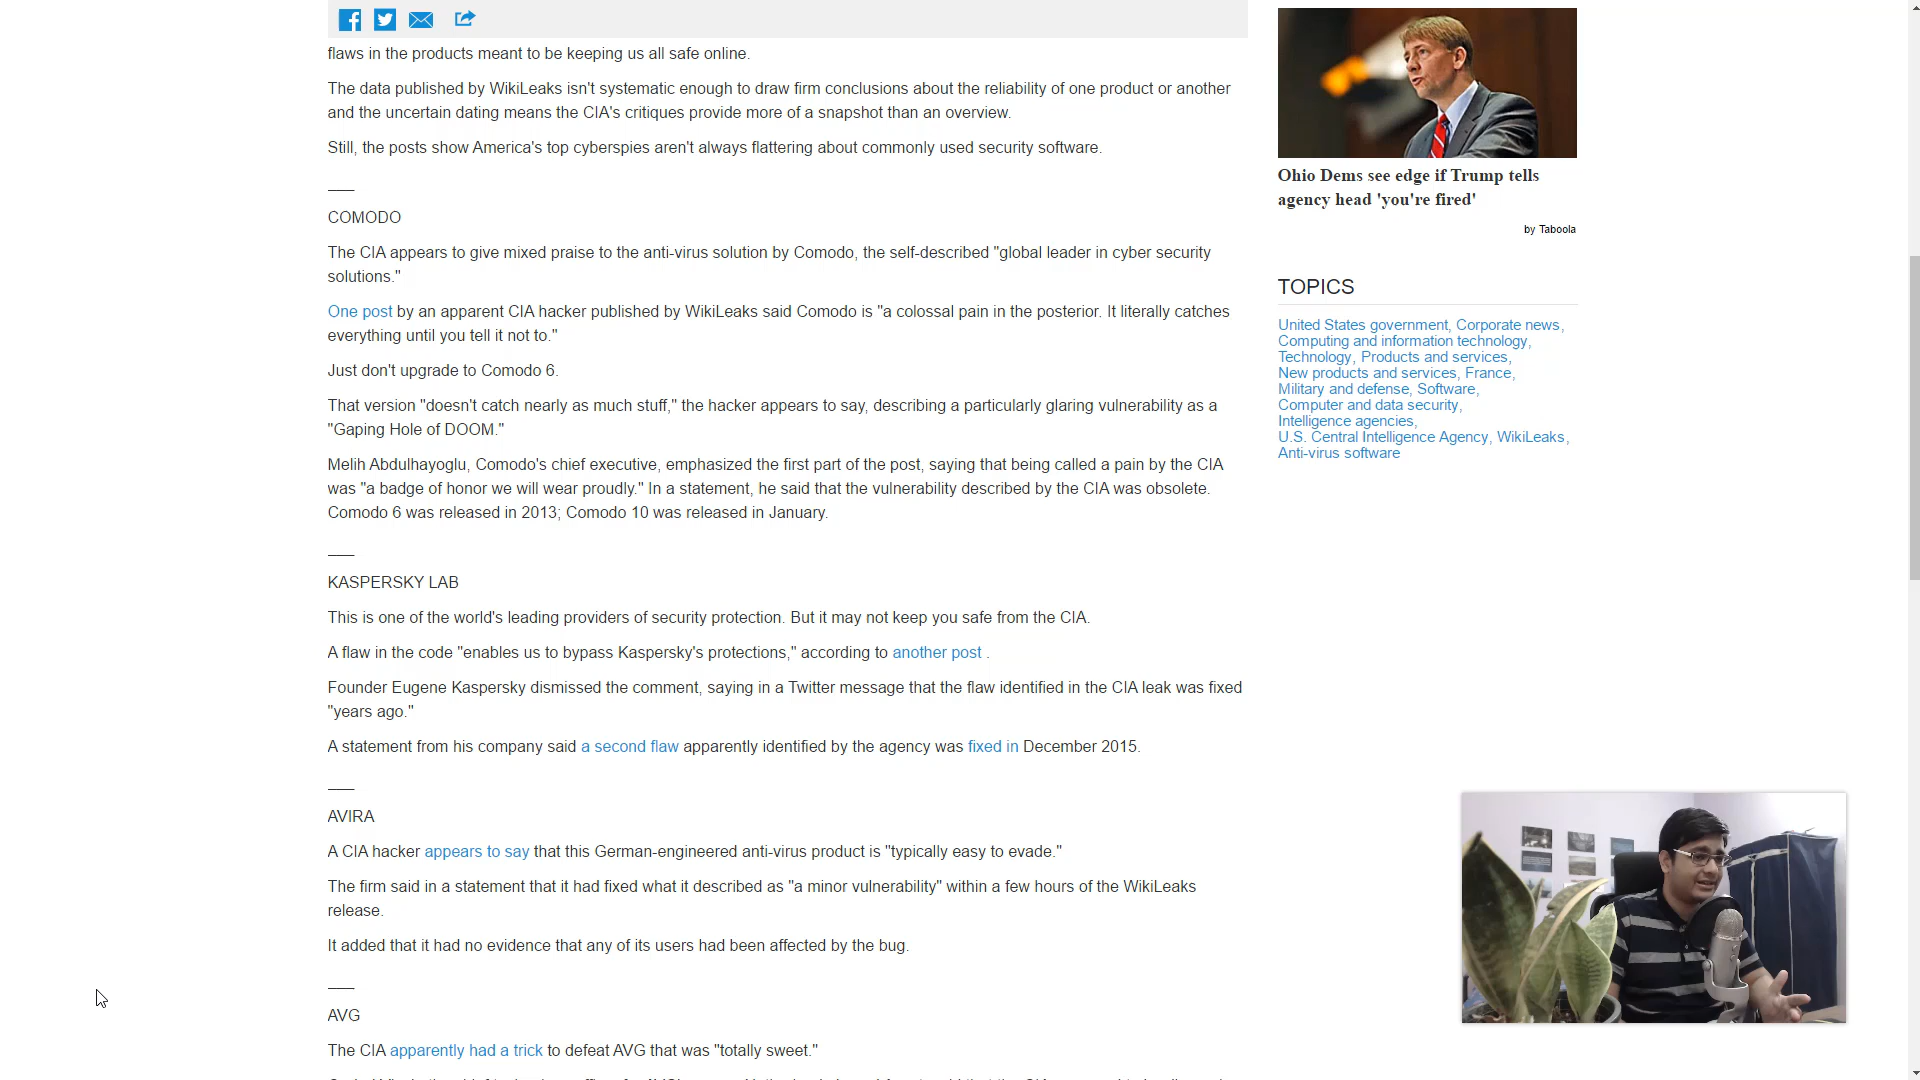 flaws in the products meant to be keeping us all safe online.
The data published by WikiLeaks isn't systematic enough to draw firm conclusions about the reliability of one product or another
and the uncertain dating means the CIA's critiques provide more of a snapshot than an overview.
Still, the posts show America's top cyberspies aren't always flattering about commonly used security software.
___
COMODO
The CIA appears to give mixed praise to the anti-virus solution by Comodo, the self-described "global leader in cyber security
solutions."
One post by an apparent CIA hacker published by WikiLeaks said Comodo is "a colossal pain in the posterior. It literally catches
everything until you tell it not to."
Just don't upgrade to Comodo 6.
That version "doesn't catch nearly as much stuff," the hacker appears to say, describing a particularly glaring vulnerability as a
"Gaping Hole of DOOM."
Melih Abdulhayoglu, Comodo's chief executive, emphasized the first part of the post, saying that being called a pain by the CIA
was "a badge of honor we will wear proudly." In a statement, he said that the vulnerability described by the CIA was obsolete.
Comodo 6 was released in 2013; Comodo 10 was released in January.
___
KASPERSKY LAB
This is one of the world's leading providers of security protection. But it may not keep you safe from the CIA.
A flaw in the code "enables us to bypass Kaspersky's protections," according to another post .
Founder Eugene Kaspersky dismissed the comment, saying in a Twitter message that the flaw identified in the CIA leak was fixed
"years ago."
A statement from his company said a second flaw apparently identified by the agency was fixed in December 2015.
___
AVIRA
A CIA hacker appears to say that this German-engineered anti-virus product is "typically easy to evade."
The firm said in a statement that it had fixed what it described as "a minor vulnerability" within a few hours of the WikiLeaks
release.
It added that it had no evidence that any of its users had been affected by the bug.
___
AVG
The CIA apparently had a trick to defeat AVG that was "totally sweet."
Ohio Dems see edge if Trump tells
agency head 'you're fired'
by Taboola
TOPICS
United States government, Corporate news,
Computing and information technology,
Technology, Products and services,
New products and services, France,
Military and defense, Software,
Computer and data security,
Intelligence agencies,
U.S. Central Intelligence Agency, WikiLeaks,
Anti-virus software